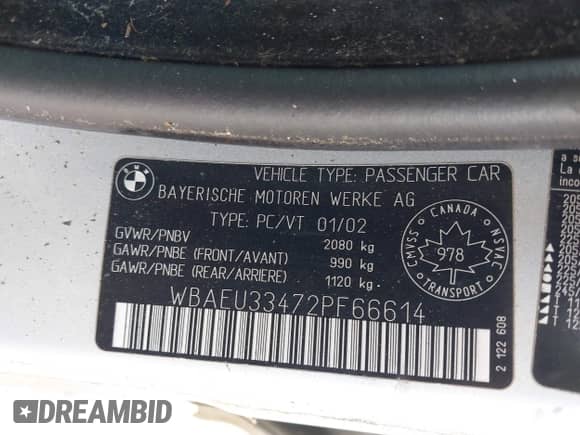 BMW
VEHICLE TYPE: PASSENGER CAR
BAYERISCHE MOTOREN WERKE AG
TYPE: PC/VT 01/02
GVWR/PNBV 2080 kg
GAWR/PNBE (FRONT/AVANT) 990 kg
GAWR/PNBE (REAR/ARRIERE) 1120 kg
WBAEU33472PF66614
CANADA
CMVSS
NSVAC
978
TRANSPORT
2 122 608
La
DREAMBID